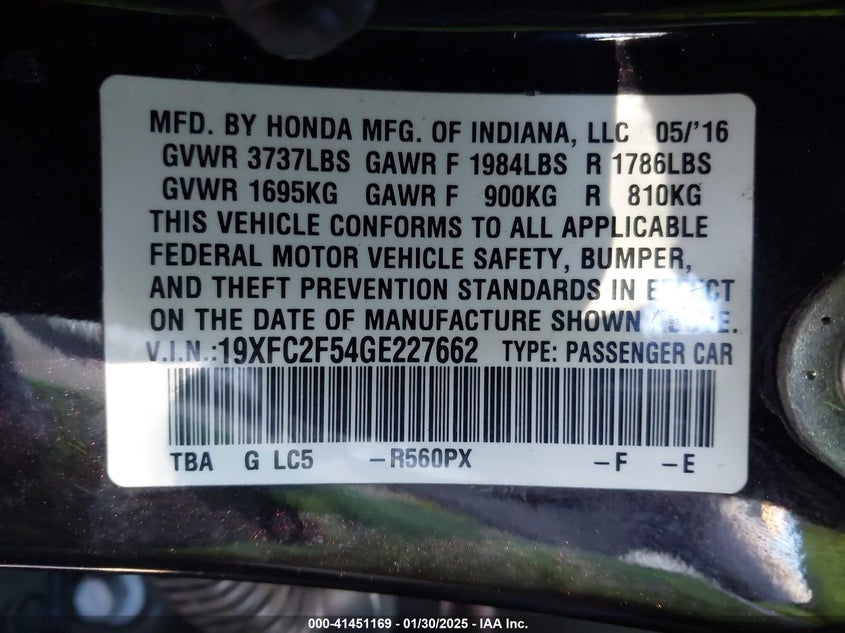 MFD. BY HONDA MFG. OF INDIANA, LLC 05/'16
GVWR 3737LBS GAWR F 1984LBS R 1786LBS
GVWR 1695KG GAWR F 900KG R 810KG
THIS VEHICLE CONFORMS TO ALL APPLICABLE
FEDERAL MOTOR VEHICLE SAFETY, BUMPER,
AND THEFT PREVENTION STANDARDS IN EFFECT
ON THE DATE OF MANUFACTURE SHOWN ABOVE.
V.I.N.:19XFC2F54GE227662 TYPE: PASSENGER CAR
TBA G LC5 –R560PX –F –E
000-41451169 - 01/30/2025 - IAA Inc.